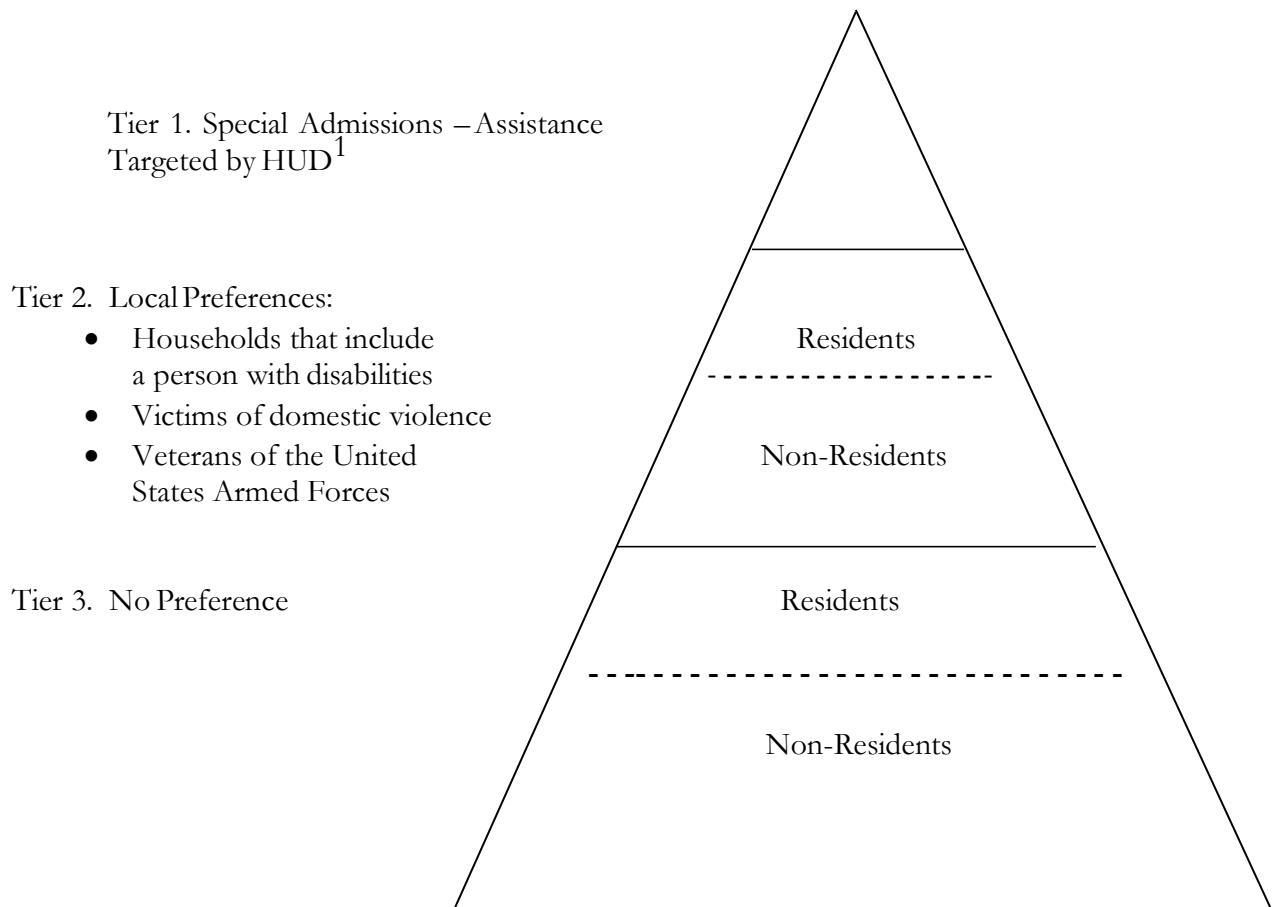 Tier 1. Special Admissions – Assistance
Targeted by HUD1
Tier 2. Local Preferences:
• Households that include
a person with disabilities
• Victims of domestic violence
• Veterans of the United
States Armed Forces
Residents
Non-Residents
Tier 3. No Preference
Residents
Non-Residents